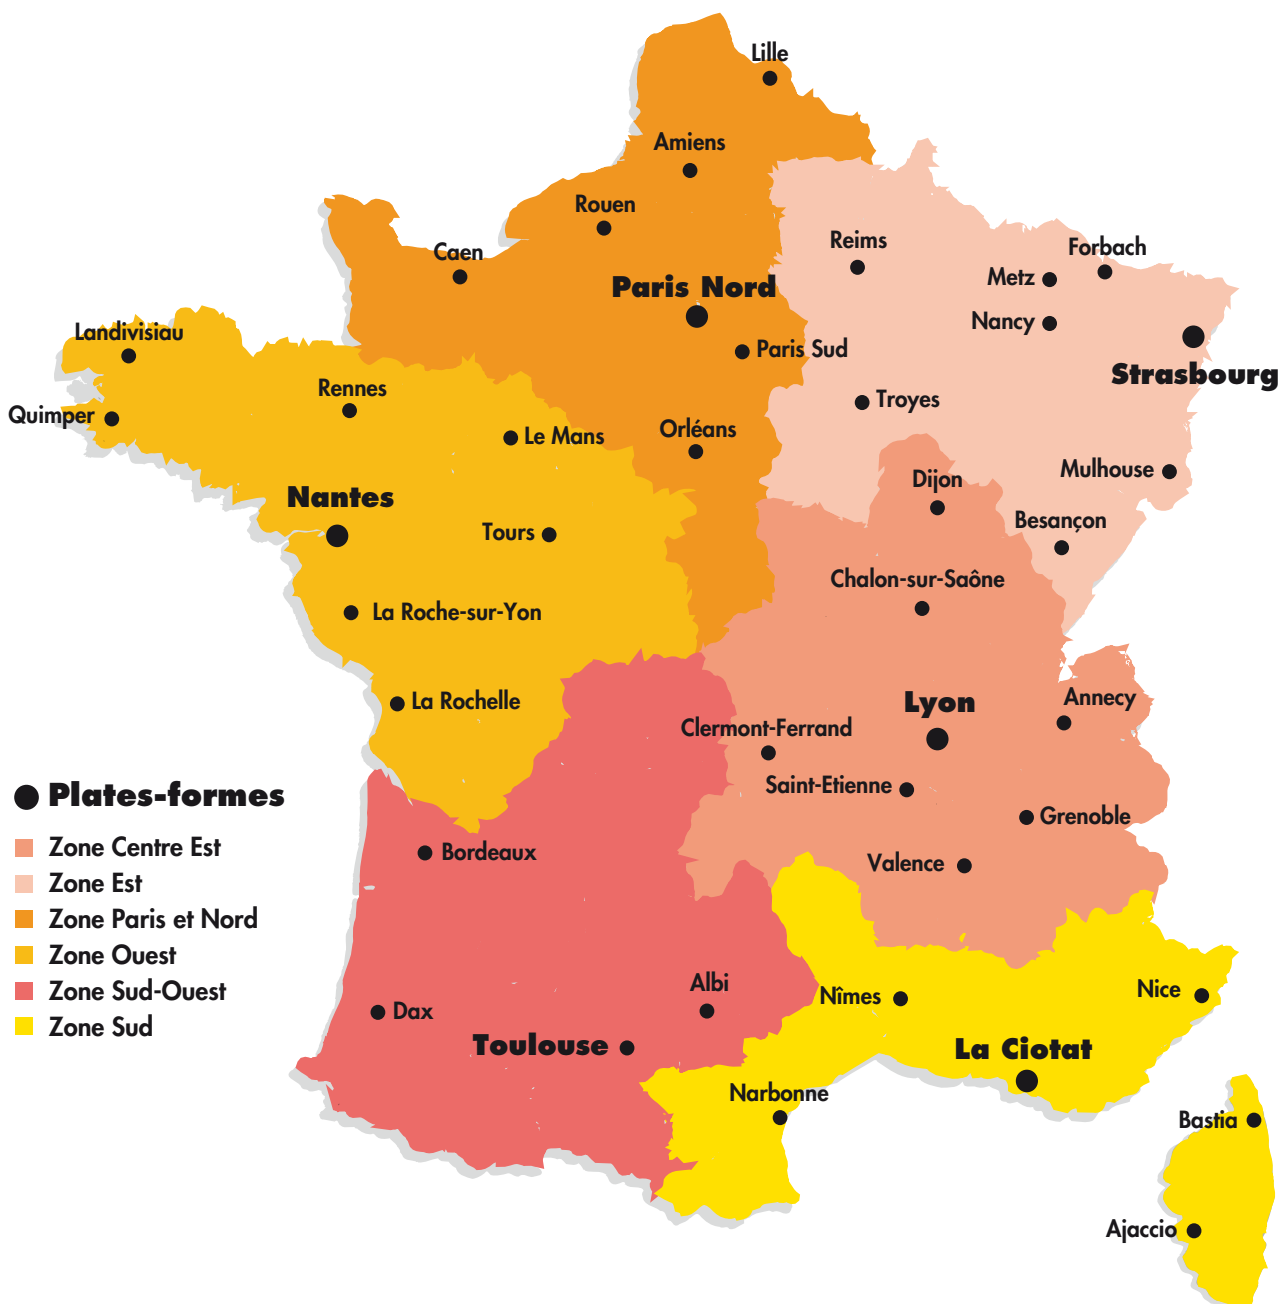 Lille
Amiens
Rouen
Caen
Reims
Forbach
Metz
Paris Nord
Nancy
Landivisiau
Paris Sud
Strasbourg
Rennes
Troyes
Quimper
Le Mans
Orléans
Mulhouse
Dijon
Nantes
Besançon
Tours
Chalon-sur-Saône
La Roche-sur-Yon
La Rochelle
Lyon
Annecy
Clermont-Ferrand
Saint-Etienne
Plates-formes
Grenoble
Zone Centre Est
Bordeaux
Valence
Zone Est
Zone Paris et Nord
Zone Ouest
Zone Sud-Ouest
Albi
Nîmes
Nice
Dax
Zone Sud
Toulouse
La Ciotat
Narbonne
Bastia
Ajaccio